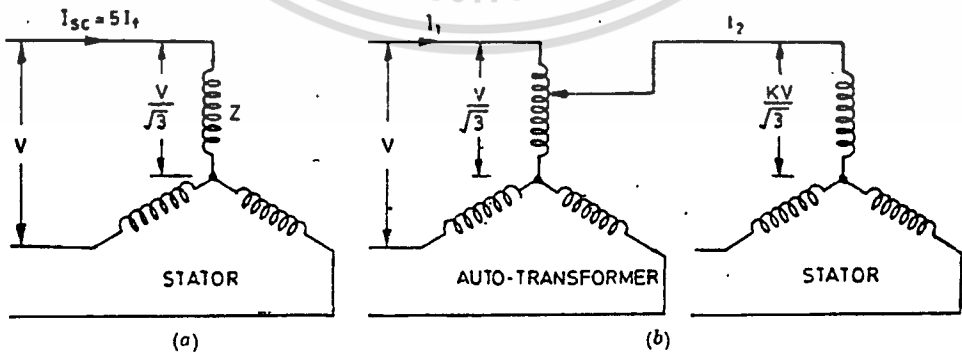 I_SC = 5I_f
V
V/√3
Z
STATOR
(a)
I_1
V
V/√3
AUTO-TRANSFORMER
I_2
KV/√3
STATOR
(b)